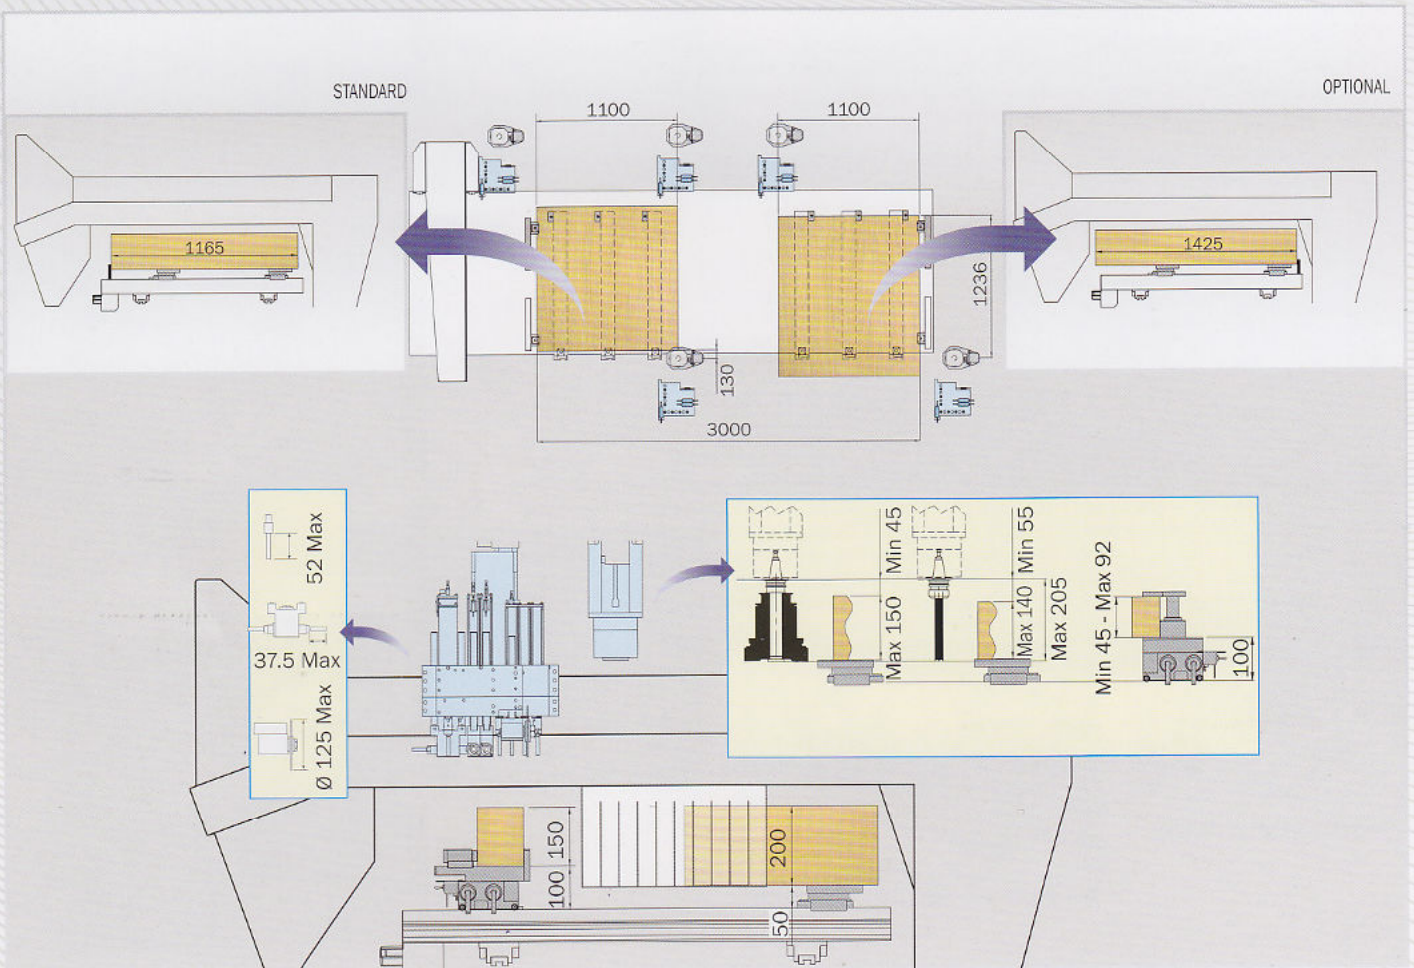 STANDARD
OPTIONAL
1100
1100
1165
1425
1236
130
3000
52 Max
37.5 Max
Ø 125 Max
Min 45
Max 150
Min 55
Max 140
Max 205
Min 45 - Max 92
100
150
100
200
50